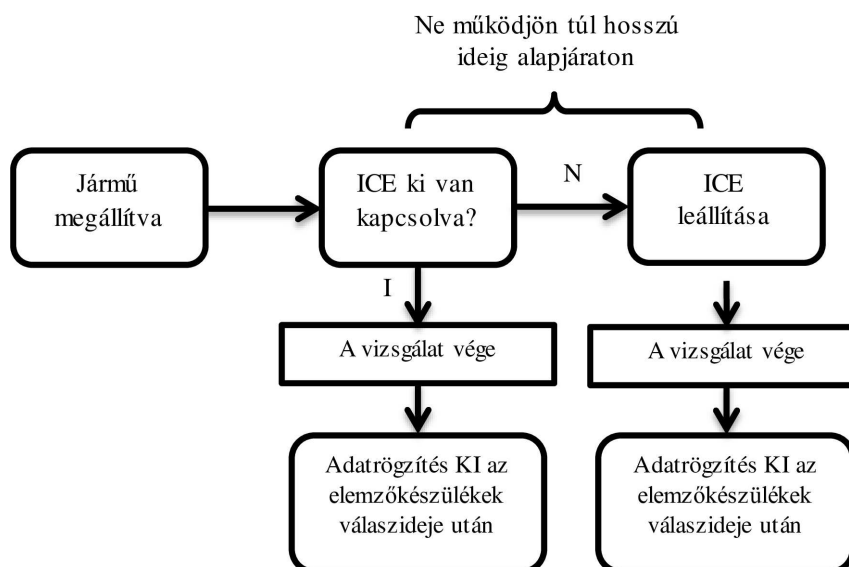 Ne működjön túl hosszú
ideig alapjáraton
Jármű
megállítva
ICE ki van
kapcsolva?
N
ICE
leállítása
I
A vizsgálat vége
A vizsgálat vége
Adatrögzítés KI az
elemzőkészülékek
válaszideje után
Adatrögzítés KI az
elemzőkészülékek
válaszideje után